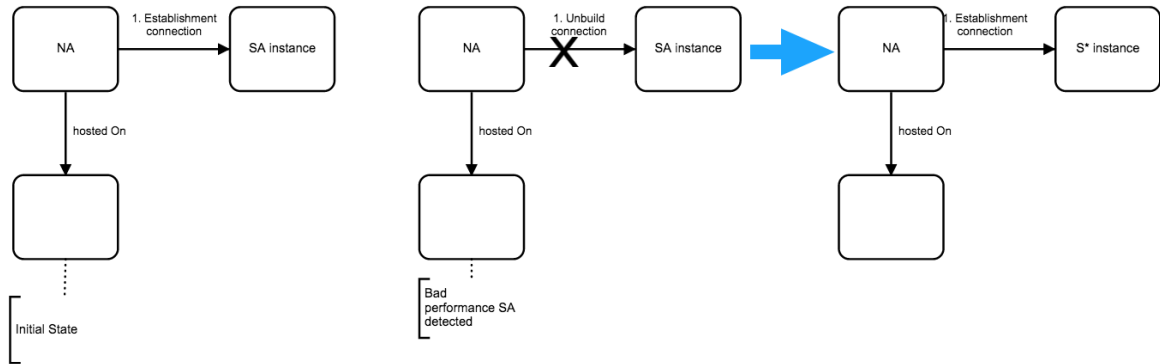 1. Establishment
connection
NA
SA instance
hosted On
Initial State
1. Unbuild
connection
NA
SA instance
hosted On
Bad
performance SA
detected
1. Establishment
connection
NA
S* instance
hosted On